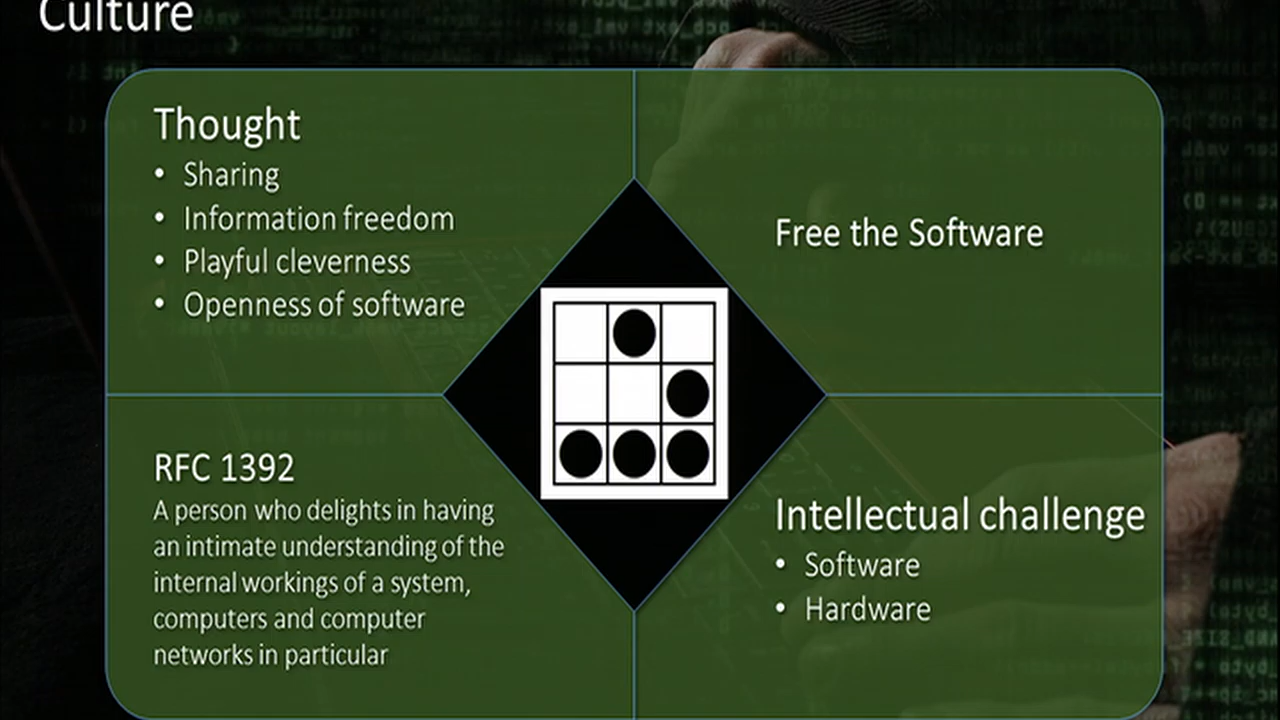 Culture
Thought
• Sharing
• Information freedom
• Playful cleverness
• Openness of software
Free the Software
RFC 1392
A person who delights in having
an intimate understanding of the
internal workings of a system,
computers and computer
networks in particular
Intellectual challenge
• Software
• Hardware